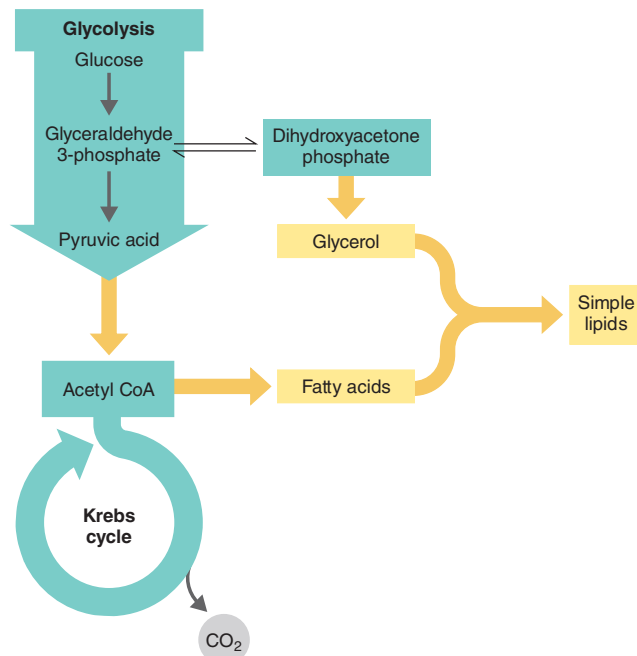 Glycolysis
Glucose
Glyceraldehyde
3-phosphate
Dihydroxyacetone
phosphate
Pyruvic acid
Glycerol
Simple
lipids
Acetyl CoA
Fatty acids
Krebs
cycle
CO₂